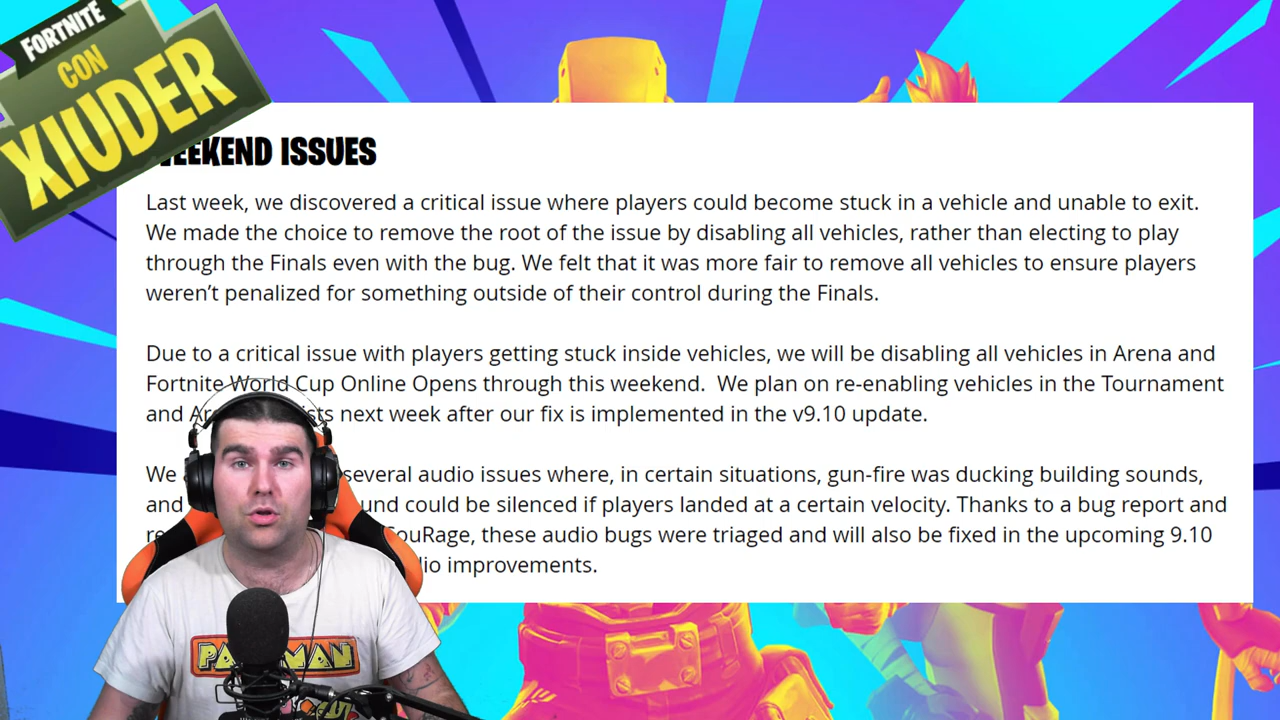 FORTNITE
CON
XIUDER
WEEKEND ISSUES
Last week, we discovered a critical issue where players could become stuck in a vehicle and unable to exit.
We made the choice to remove the root of the issue by disabling all vehicles, rather than electing to play
through the Finals even with the bug. We felt that it was more fair to remove all vehicles to ensure players
weren't penalized for something outside of their control during the Finals.
Due to a critical issue with players getting stuck inside vehicles, we will be disabling all vehicles in Arena and
Fortnite World Cup Online Opens through this weekend. We plan on re-enabling vehicles in the Tournament
and next week after our fix is implemented in the v9.10 update.
We several audio issues where, in certain situations, gun-fire was ducking building sounds,
and could be silenced if players landed at a certain velocity. Thanks to a bug report and
CouRage, these audio bugs were triaged and will also be fixed in the upcoming 9.10
improvements.
PAC-MAN